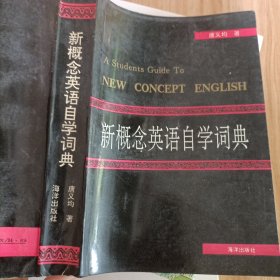 新概念英语自学词典
唐义均 著
海洋出版社
唐义均 著
A Students Guide To
NEW CONCEPT ENGLISH
新概念英语自学词典
海洋出版社